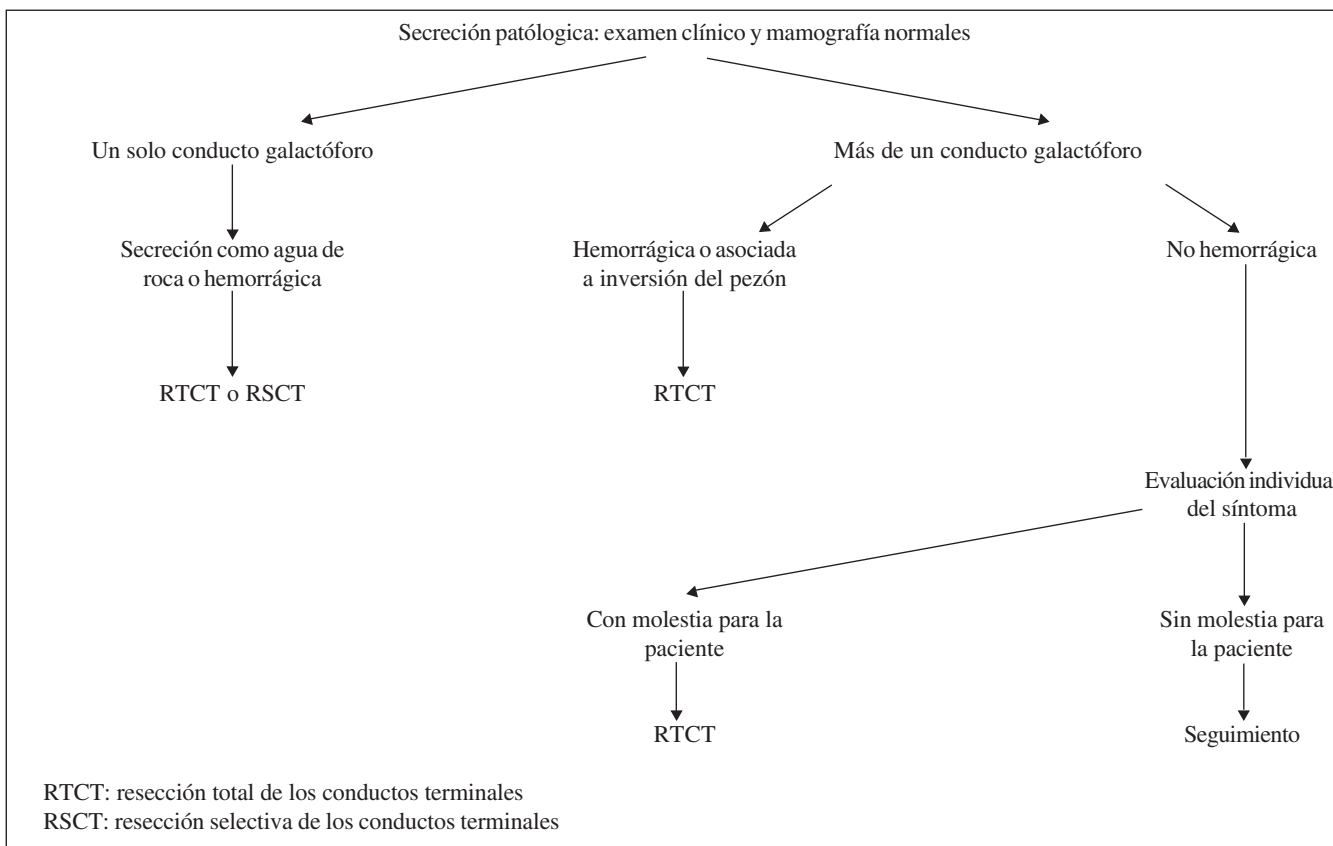 Secreción patólogica: examen clínico y mamografía normales
Un solo conducto galactóforo
Más de un conducto galactóforo
Secreción como agua de
roca o hemorrágica
Hemorrágica o asociada
a inversión del pezón
No hemorrágica
RTCT o RSCT
RTCT
Evaluación individua
del síntoma
Con molestia para la
paciente
Sin molestia para
la paciente
RTCT
Seguimiento
RTCT: resección total de los conductos terminales
RSCT: resección selectiva de los conductos terminales